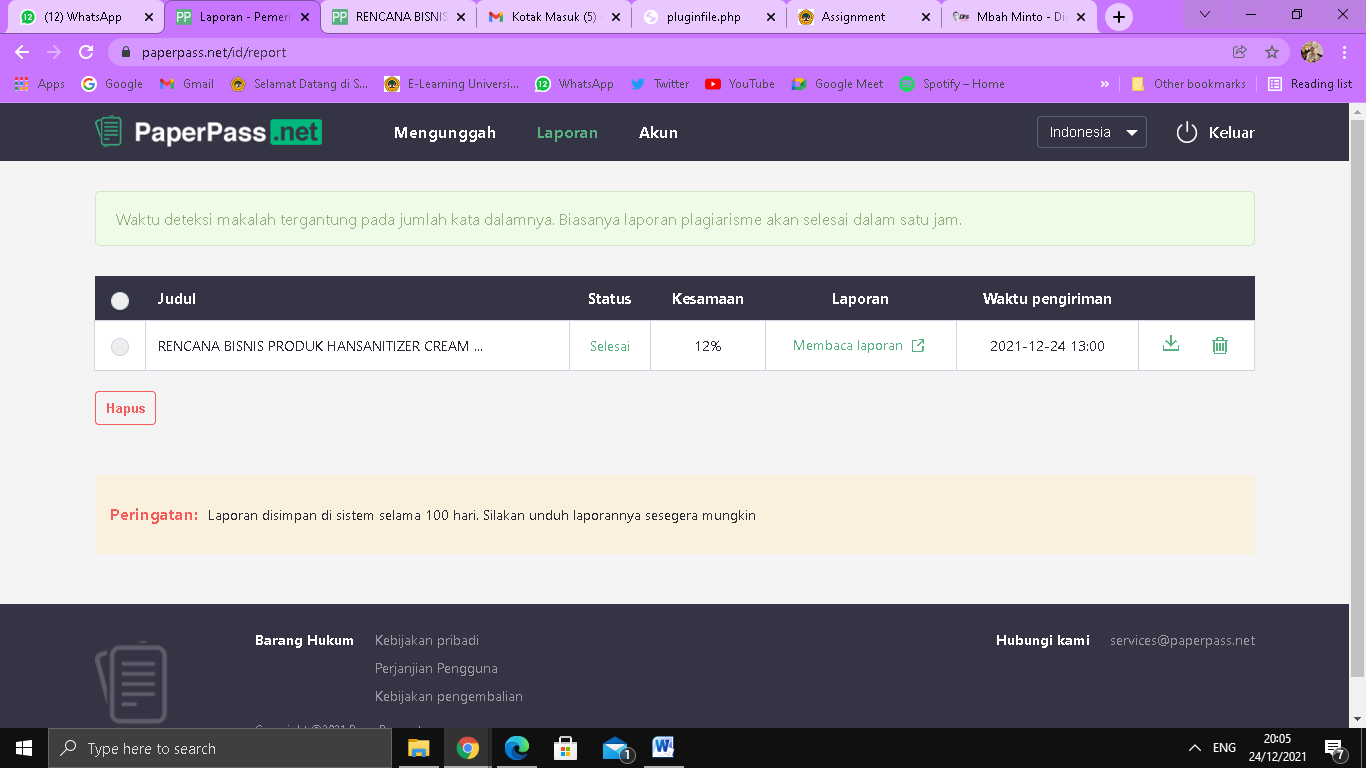 (12) WhatsApp
Laporan - Pemeri
RENCANA BISNIS
Kotak Masuk (5) -
pluginfile.php
Assignment
Mbah Minto - Dis
paperpass.net/id/report
Apps
Google
Gmail
Selamat Datang di S...
E-Learning Universi...
WhatsApp
Twitter
YouTube
Google Meet
Spotify – Home
»
Other bookmarks
Reading list
PaperPass .net
Mengunggah
Laporan
Akun
Indonesia
Keluar
Waktu deteksi makalah tergantung pada jumlah kata dalamnya. Biasanya laporan plagiarisme akan selesai dalam satu jam.
Judul Status Kesamaan Laporan Waktu pengiriman
RENCANA BISNIS PRODUK HANSANITIZER CREAM ... Selesai 12% Membaca laporan 2021-12-24 13:00
Hapus
Peringatan: Laporan disimpan di sistem selama 100 hari. Silakan unduh laporannya sesegera mungkin
Barang Hukum Kebijakan pribadi
Perjanjian Pengguna
Kebijakan pengembalian
Hubungi kami services@paperpass.net
Type here to search
1
ENG
20:05
24/12/2021
7